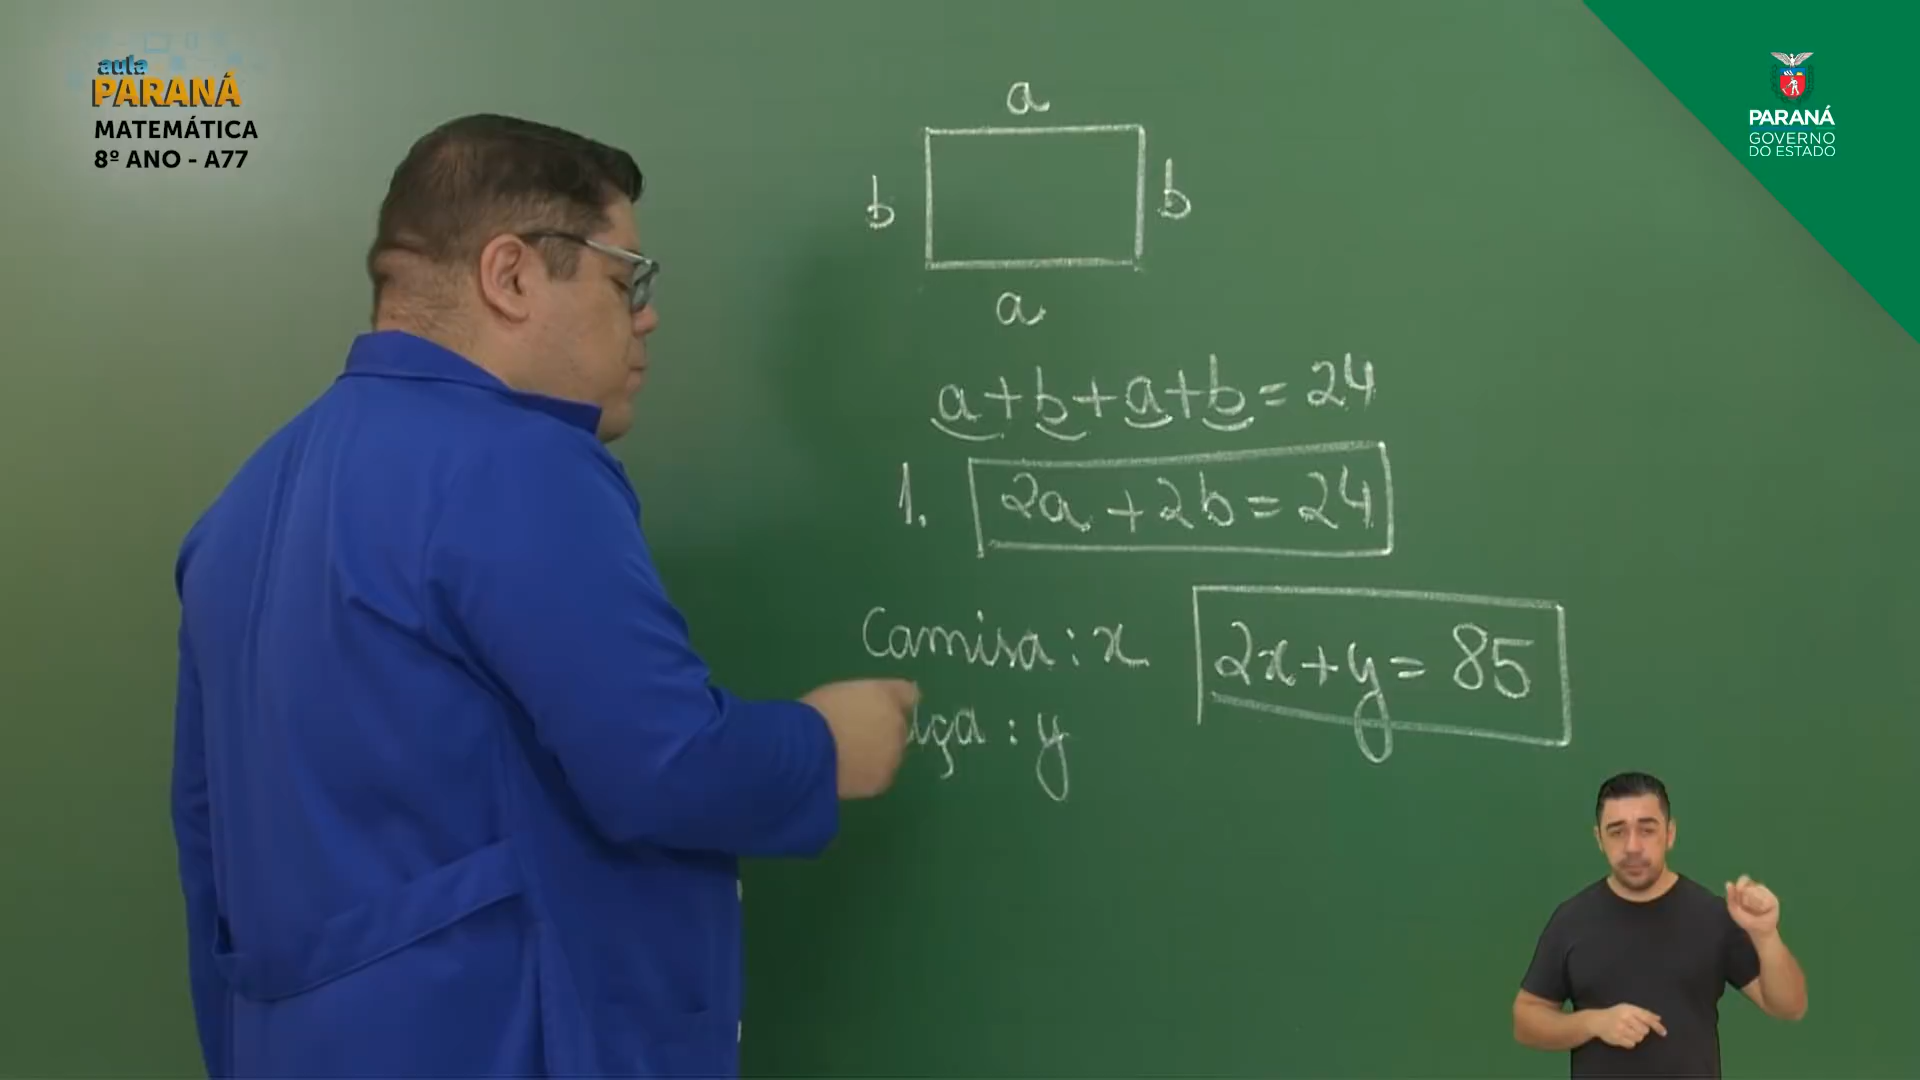 aula
PARANÁ
MATEMÁTICA
8º ANO - A77
PARANÁ
GOVERNO
DO ESTADO
a
b
b
a
a+b+a+b=24
1. 2a+2b=24
Camisa: x
2x+y=85
: y